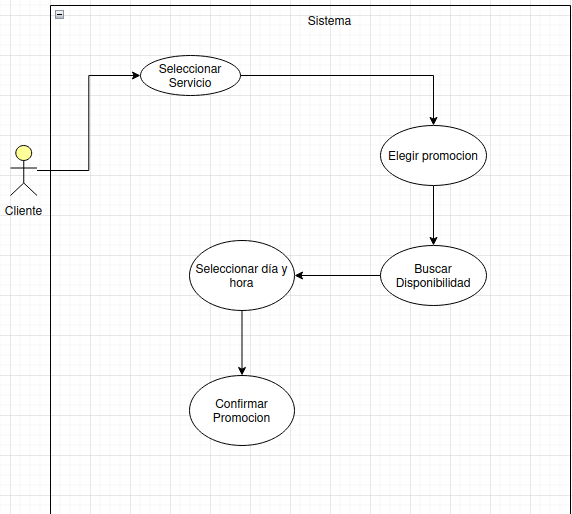 Sistema
Seleccionar
Servicio
Elegir promocion
Cliente
Seleccionar día y
hora
Buscar
Disponibilidad
Confirmar
Promocion